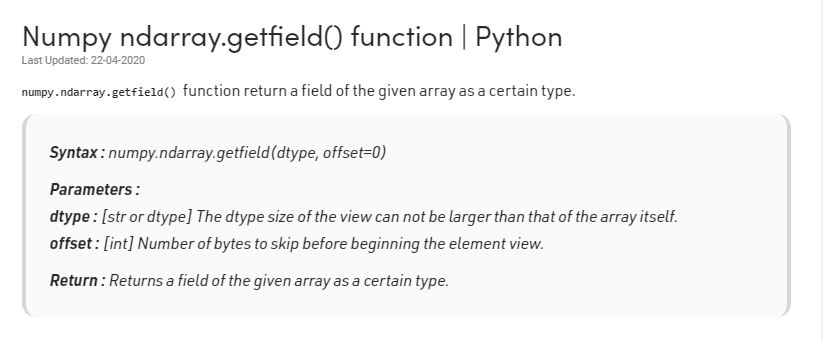 Numpy ndarray.getfield() function | Python
Last Updated: 22-04-2020
numpy.ndarray.getfield() function return a field of the given array as a certain type.
Syntax : numpy.ndarray.getfield(dtype, offset=0)
Parameters :
dtype : [str or dtype] The dtype size of the view can not be larger than that of the array itself.
offset : [int] Number of bytes to skip before beginning the element view.
Return : Returns a field of the given array as a certain type.